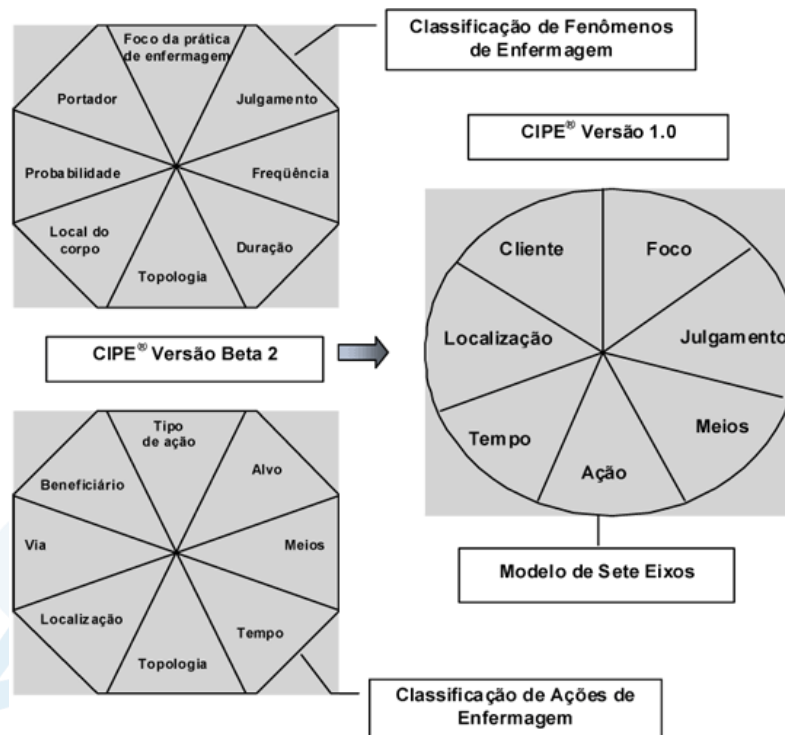 Foco da prática
de enfermagem
Julgamento
Freqüência
Duração
Topologia
Local do
corpo
Probabilidade
Portador
Classificação de Fenômenos
de Enfermagem
CIPE® Versão Beta 2
Tipo
de ação
Alvo
Meios
Tempo
Topologia
Localização
Via
Beneficiário
Classificação de Ações de
Enfermagem
CIPE® Versão 1.0
Foco
Julgamento
Meios
Ação
Tempo
Localização
Cliente
Modelo de Sete Eixos